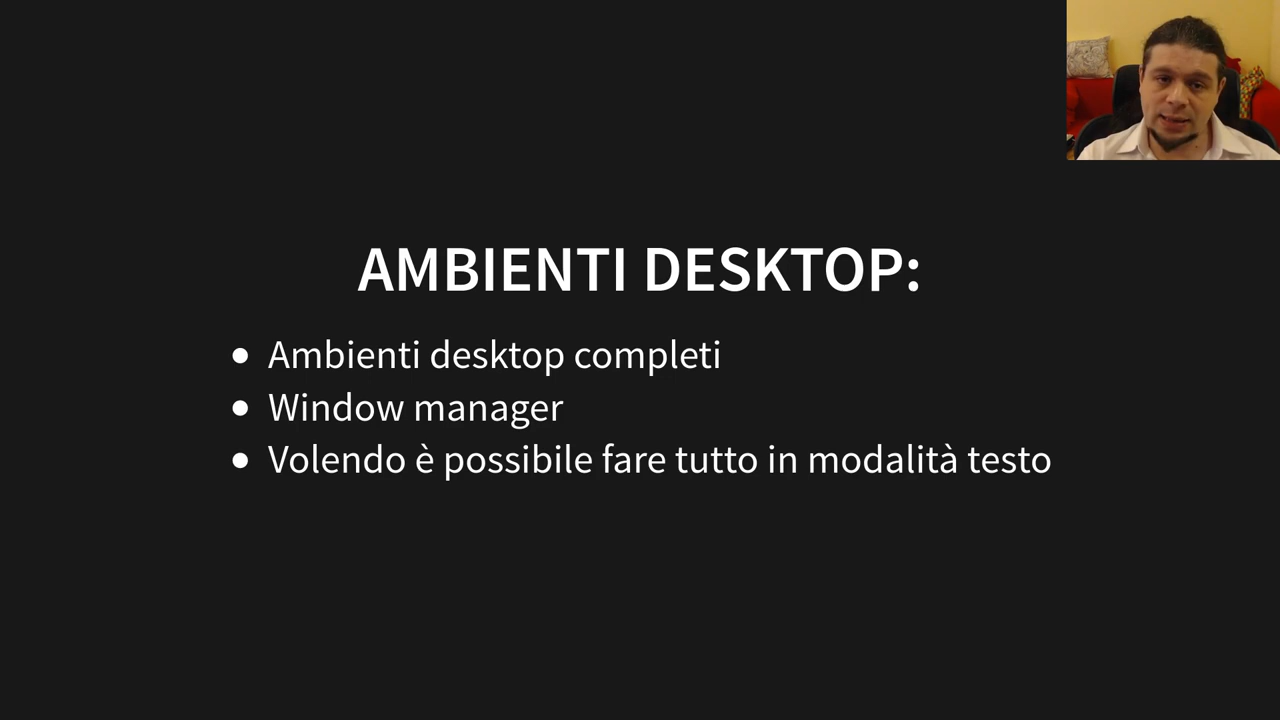 AMBIENTI DESKTOP:
Ambienti desktop completi
Window manager
Volendo è possibile fare tutto in modalità testo